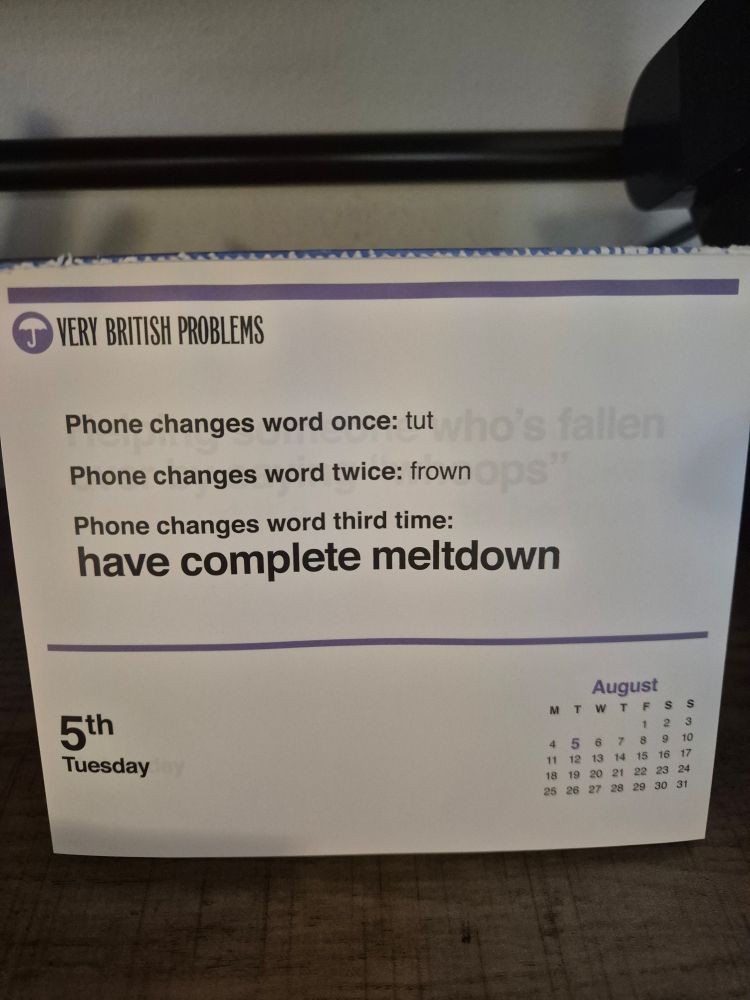 VERY BRITISH PROBLEMS
Phone changes word once: tut
Phone changes word twice: frown
Phone changes word third time:
have complete meltdown
who's fallen
5th
Tuesday
August
M T W T F S S
1 2 3
4 5 6 7 8 9 10
11 12 13 14 15 16 17
18 19 20 21 22 23 24
25 26 27 28 29 30 31